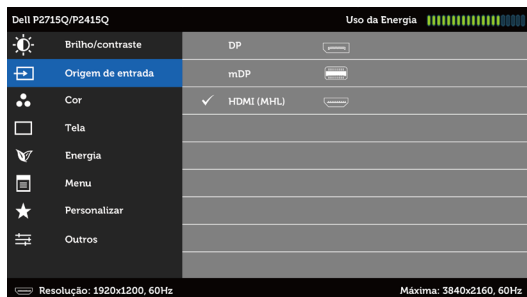 Dell P2715Q/P2415Q Uso da Energia
Brilho/contraste DP
Origem de entrada mDP
Cor HDMI (MHL)
Tela
Energia
Menu
Personalizar
Outros
Resolução: 1920x1200, 60Hz Máxima: 3840x2160, 60Hz